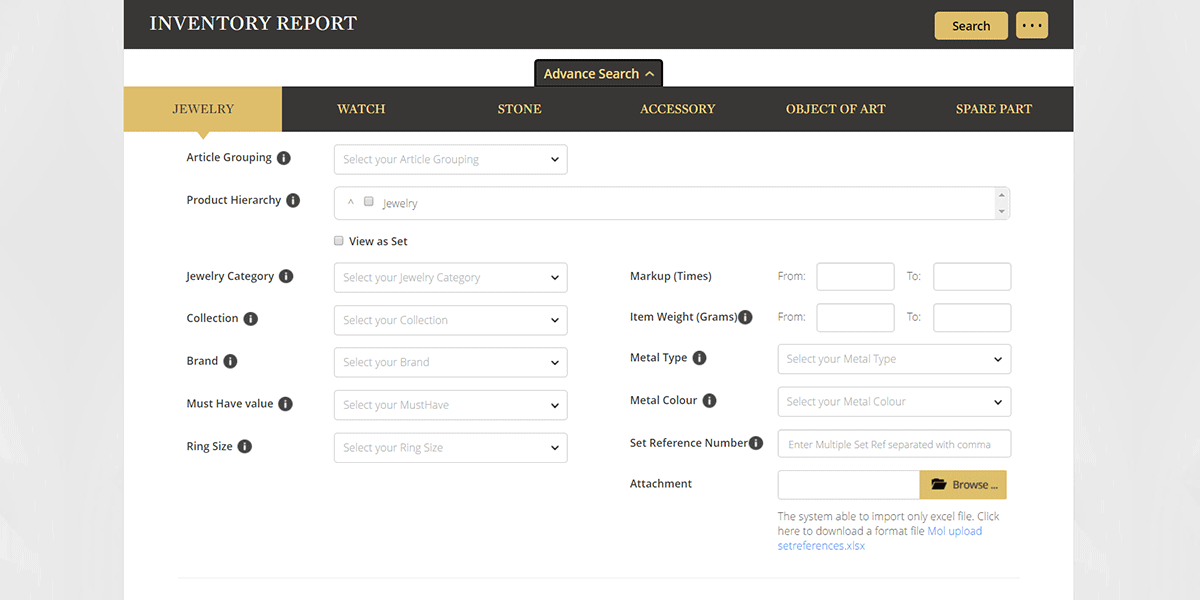 INVENTORY REPORT
Search
...
Advance Search
JEWELRY
WATCH
STONE
ACCESSORY
OBJECT OF ART
SPARE PART
Article Grouping
Select your Article Grouping
Product Hierarchy
^ Jewelry
View as Set
Jewelry Category
Select your Jewelry Category
Collection
Select your Collection
Brand
Select your Brand
Must Have value
Select your MustHave
Ring Size
Select your Ring Size
Markup (Times)
From:
To:
Item Weight (Grams)
From:
To:
Metal Type
Select your Metal Type
Metal Colour
Select your Metal Colour
Set Reference Number
Enter Multiple Set Ref separated with comma
Attachment
Browse ...
The system able to import only excel file. Click
here to download a format file Mol upload
setreferences.xlsx